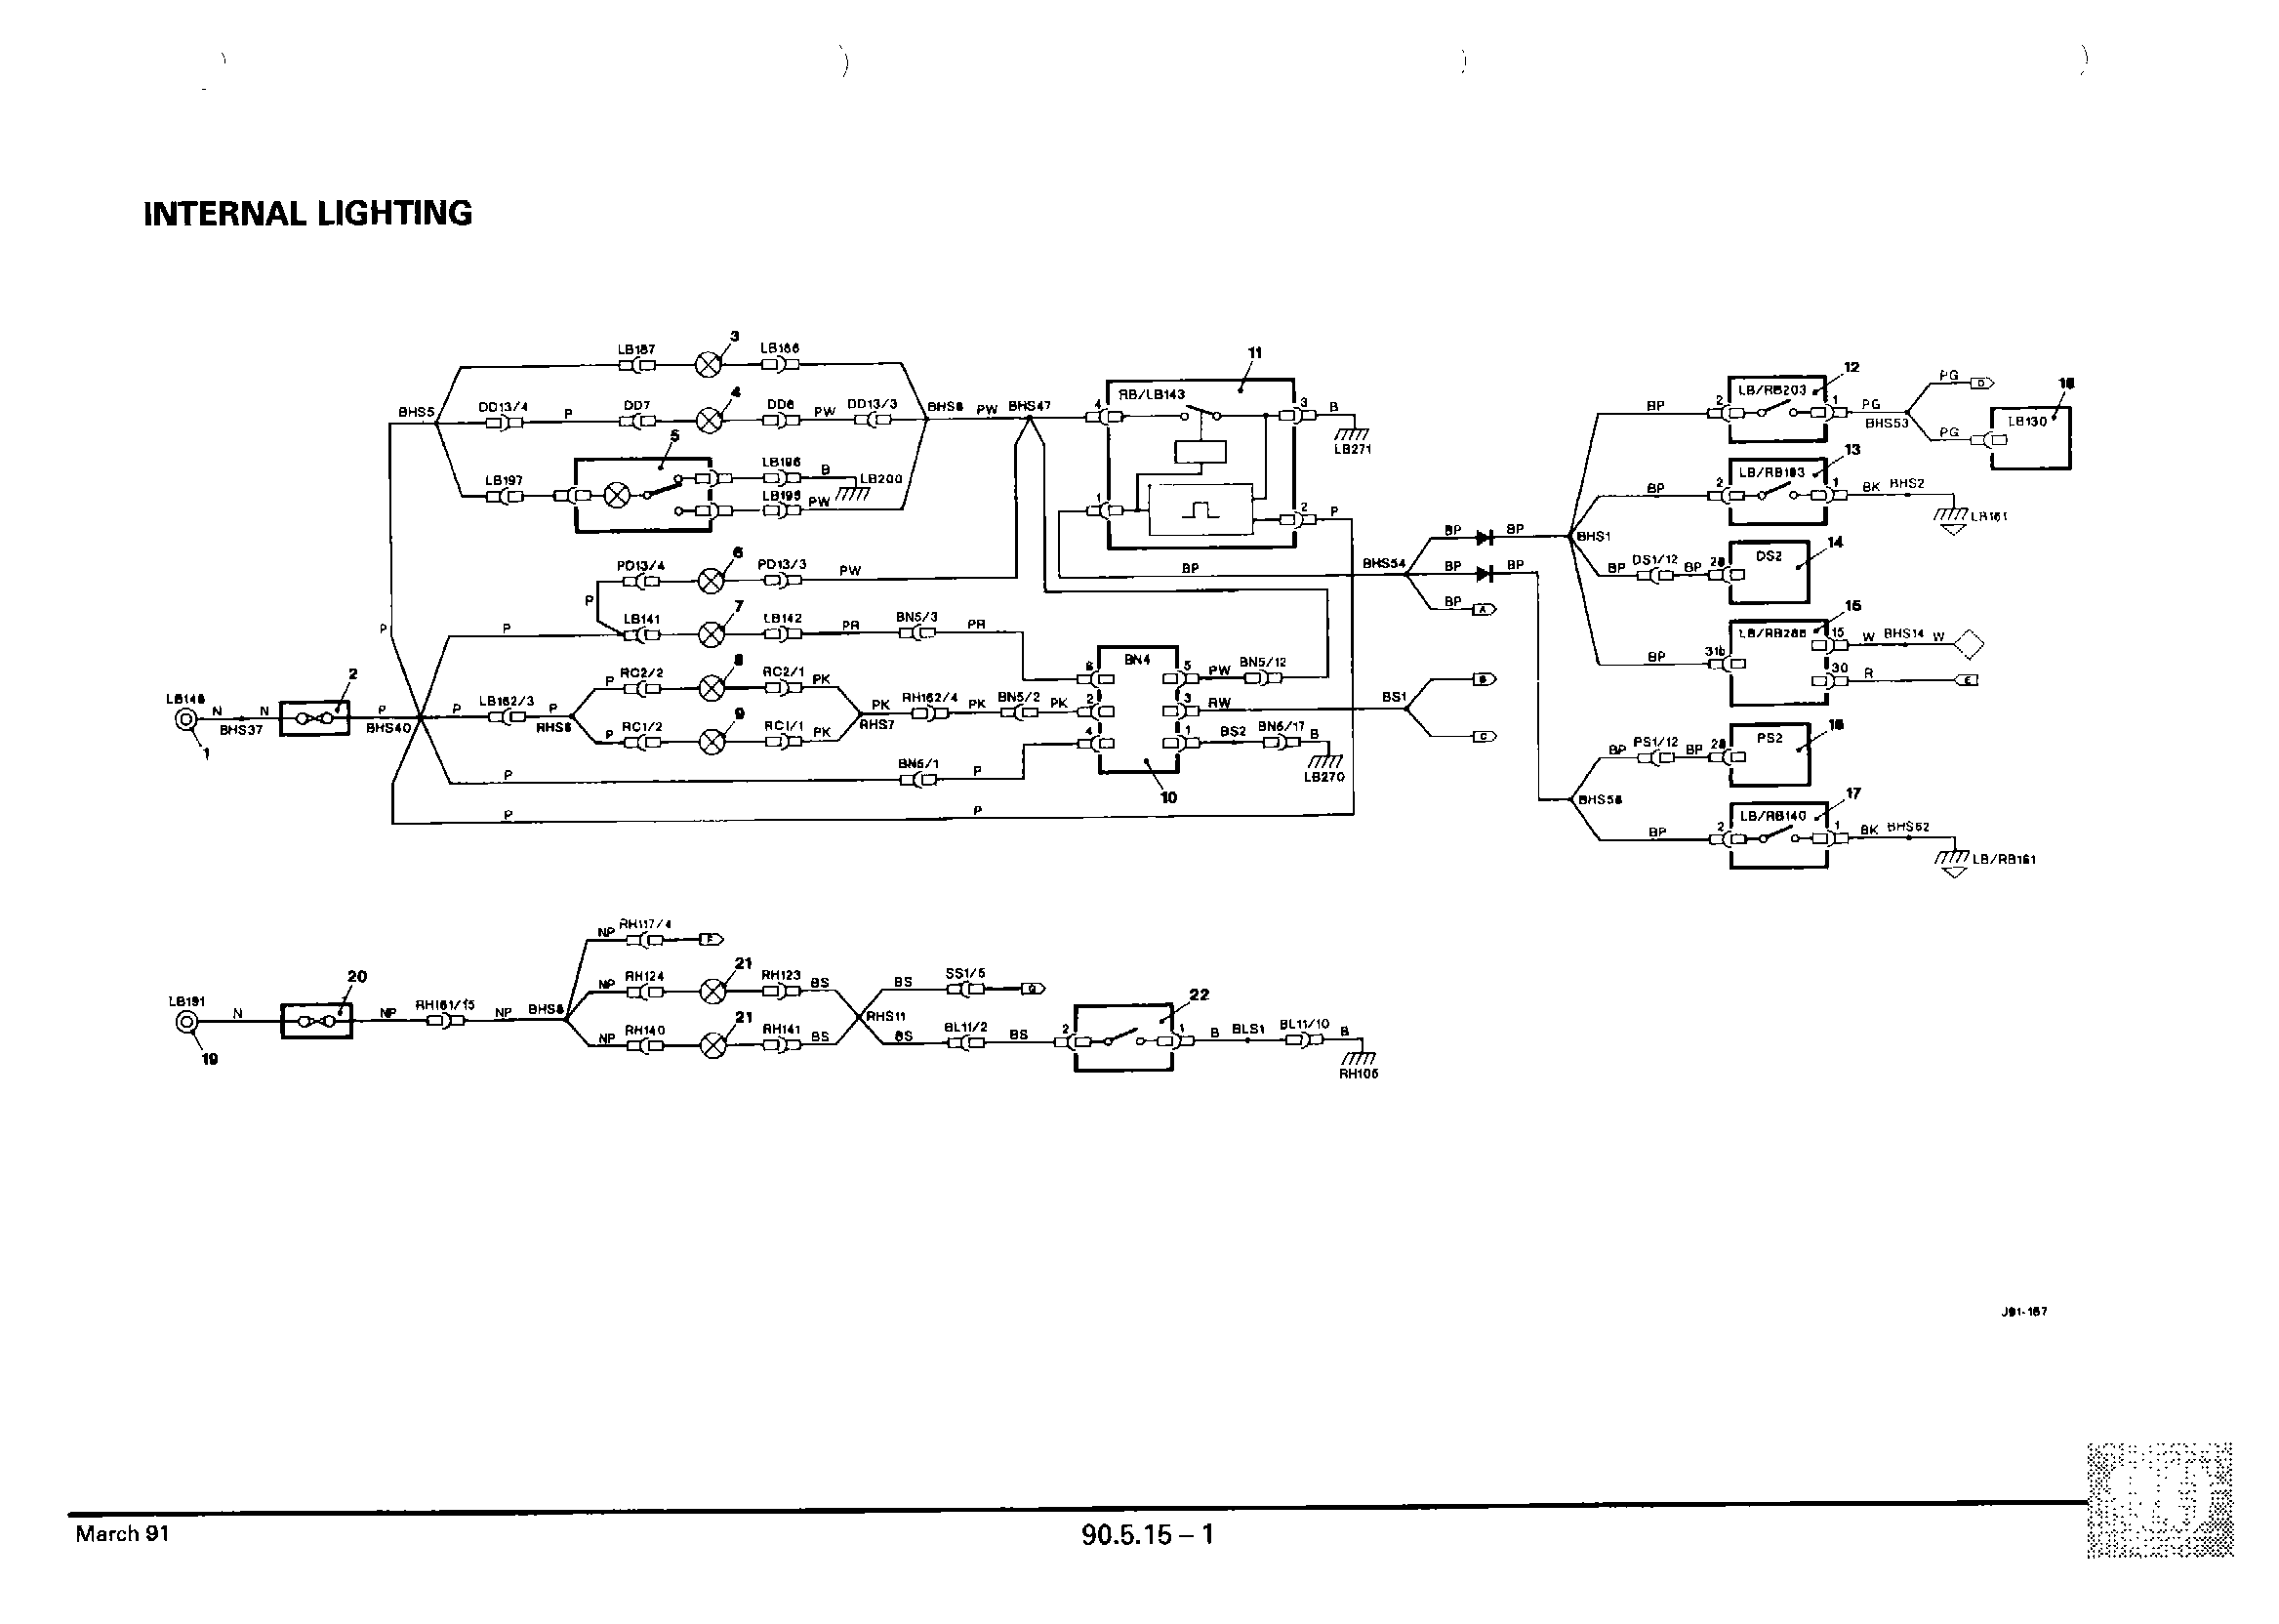 INTERNAL LIGHTING
3
LB187
LB186
11
12
PG
D
18
BHS5
DD13/4
P
DD7
4
DD6
PW
DD13/3
BHS6
PW
BHS47
4
RB/LB143
3
B
LB271
BP
2
LB/RB203
1
PG
BHS53
PG
LB130
5
LB197
LB196
B
LB200
LB195
PW
1
2
P
13
BP
2
LB/RB193
1
BK
BHS2
LB161
6
PD13/4
PD13/3
PW
BP
BHS54
BP
BP
BHS1
BP
BP
BP
A
14
BP
DS1/12
BP
28
DS2
P
7
LB141
LB142
PR
BN5/3
PR
P
P
15
BP
31b
LB/RB286
15
W
BHS14
W
30
R
E
LB146
1
N
BHS37
N
2
P
BHS40
P
LB162/3
P
RHS6
P
RC2/2
8
RC2/1
PK
P
RC1/2
9
RC1/1
PK
RHS7
PK
RH162/4
PK
BN5/2
PK
6
2
4
BN4
5
PW
BN5/12
3
RW
BS1
B
C
1
BS2
BN5/17
B
LB270
10
16
BP
PS1/12
BP
28
PS2
BHS56
P
BN5/1
P
P
P
17
BP
2
LB/RB140
1
BK
BHS62
LB/RB161
NP
RH117/4
F
LB191
19
N
20
NP
RH161/15
NP
BHS8
NP
RH124
21
RH123
BS
NP
RH140
21
RH141
BS
RHS11
BS
SS1/5
G
BS
BL11/2
BS
22
2
1
B
BLS1
BL11/10
B
RH105
J91-167
March 91
90.5.15 – 1